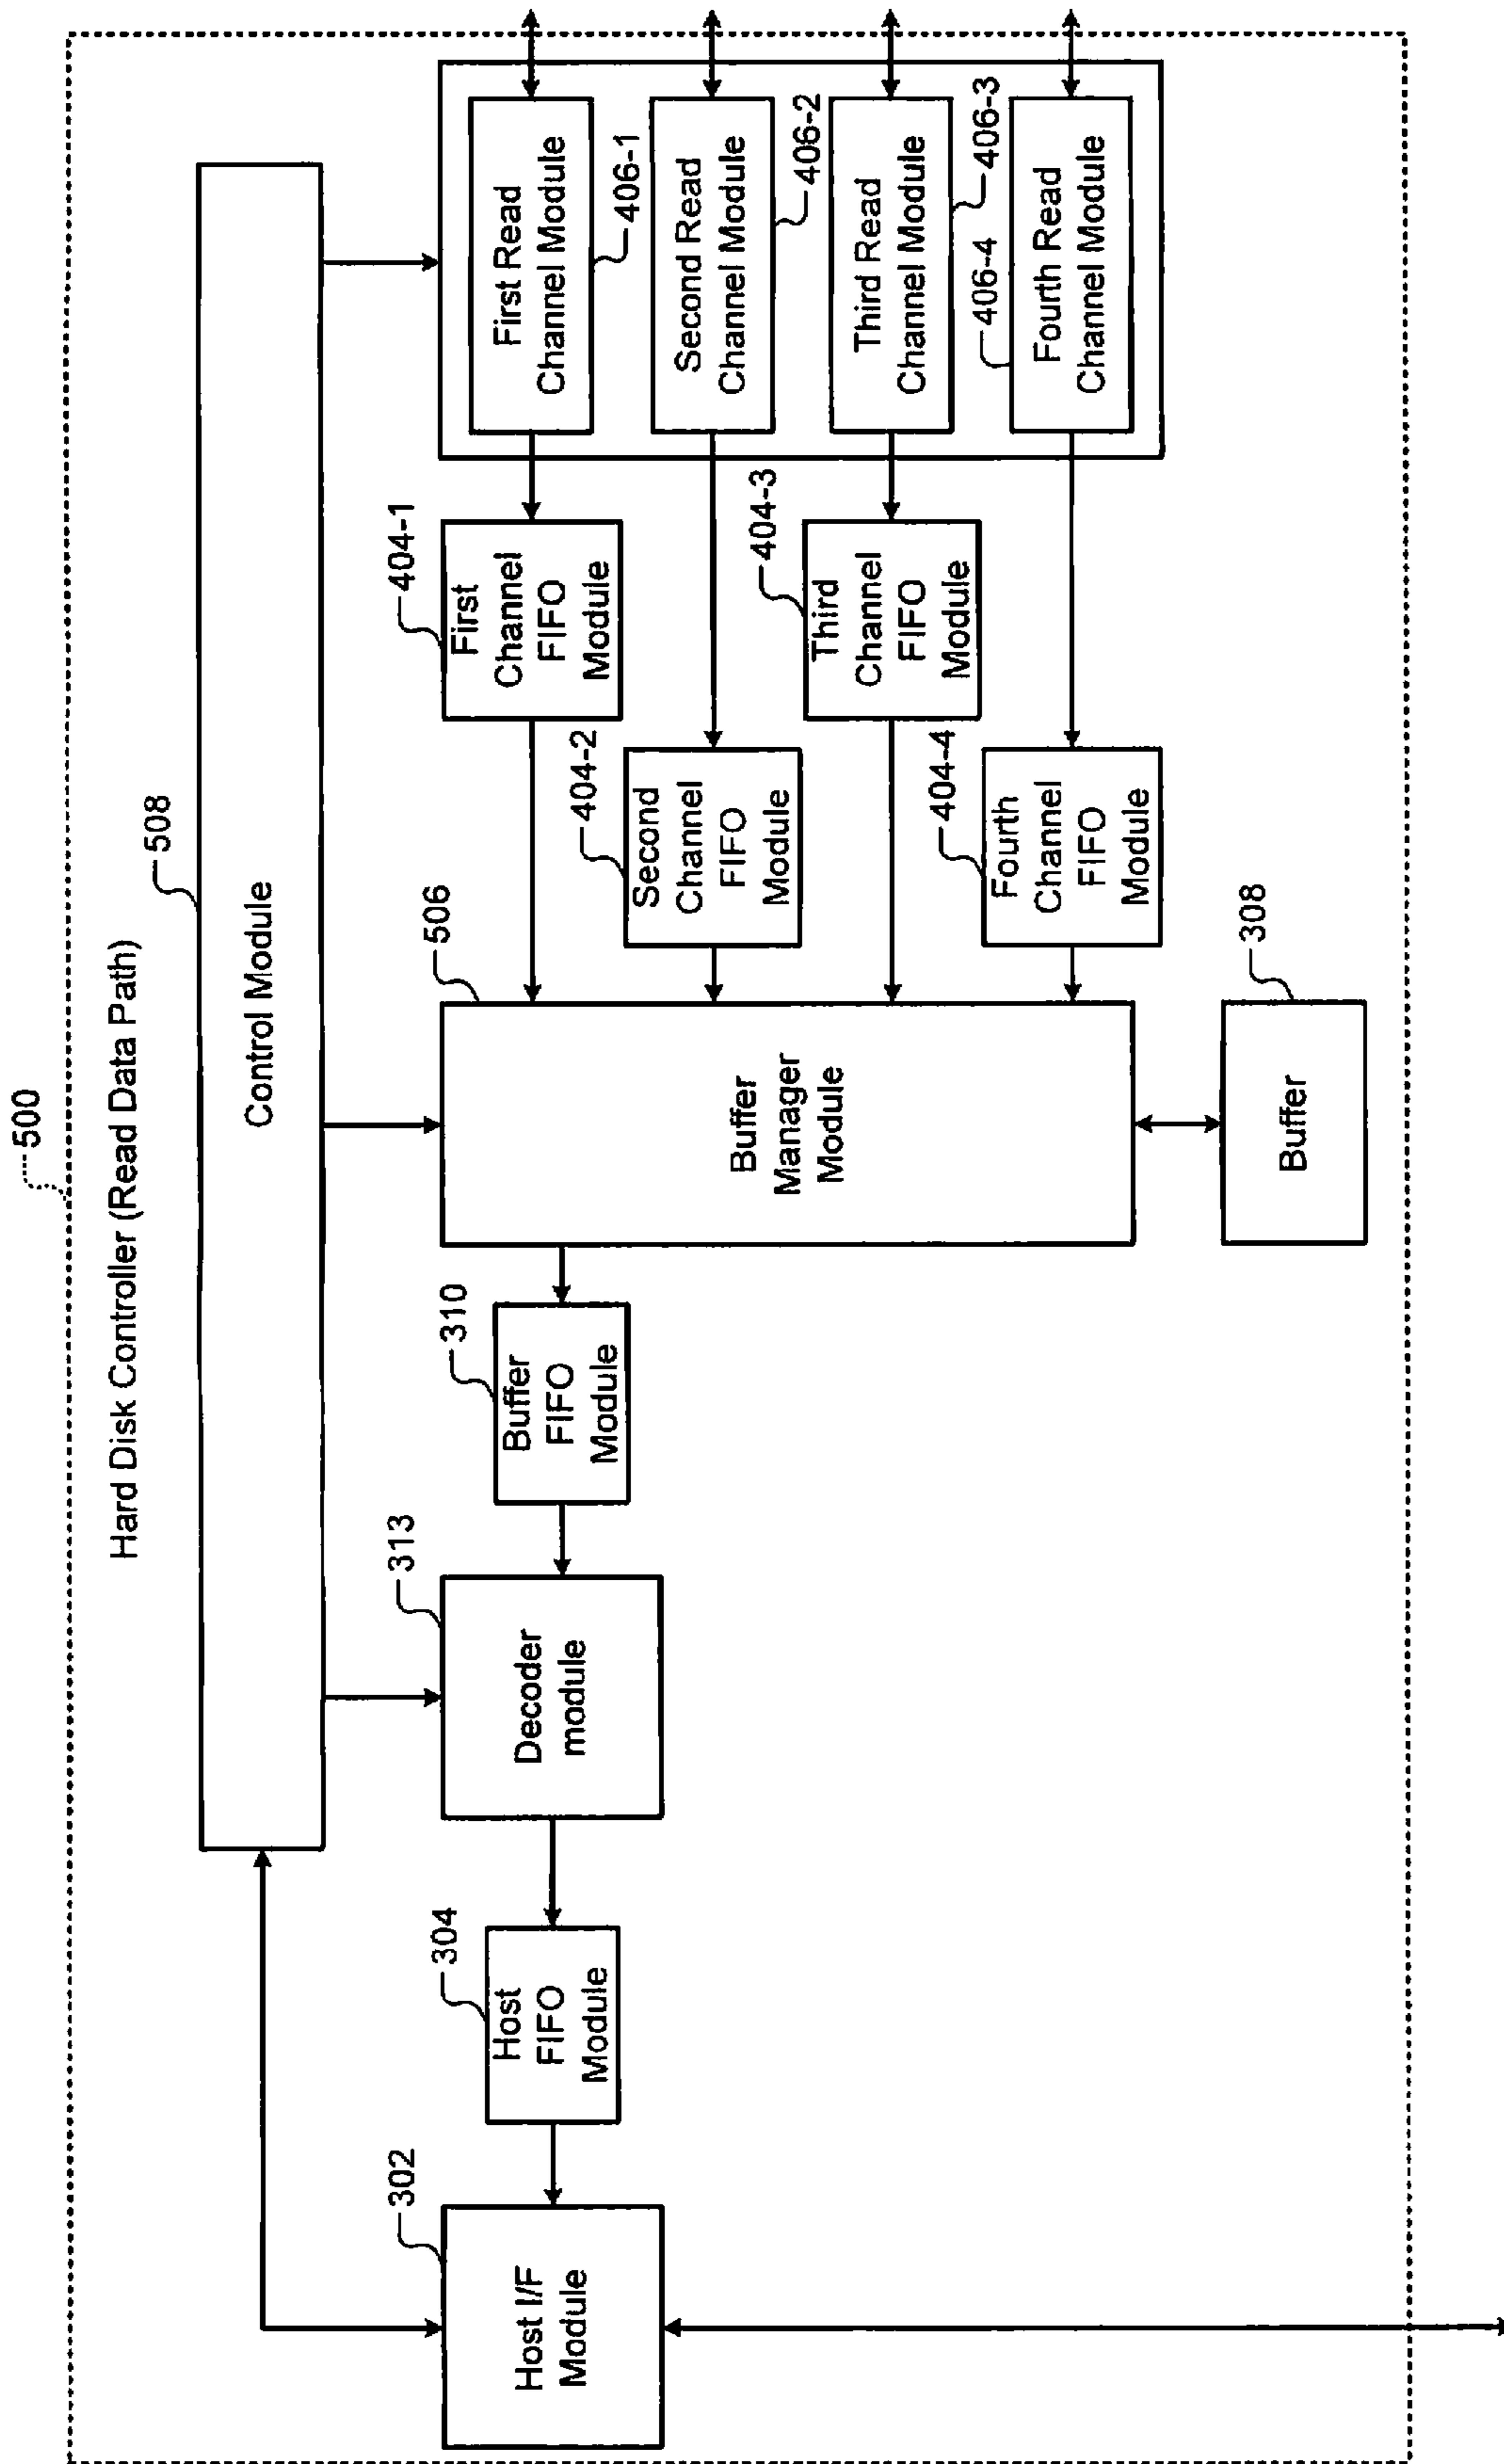 500
Hard Disk Controller (Read Data Path)
508
Control Module
302
Host I/F
Module
304
Host
FIFO
Module
313
Decoder
module
310
Buffer
FIFO
Module
506
Buffer
Manager
Module
308
Buffer
404-1
First
Channel
FIFO
Module
404-2
Second
Channel
FIFO
Module
404-3
Third
Channel
FIFO
Module
404-4
Fourth
Channel
FIFO
Module
First Read
Channel Module
406-1
Second Read
Channel Module
406-2
Third Read
Channel Module
406-3
406-4
Fourth Read
Channel Module